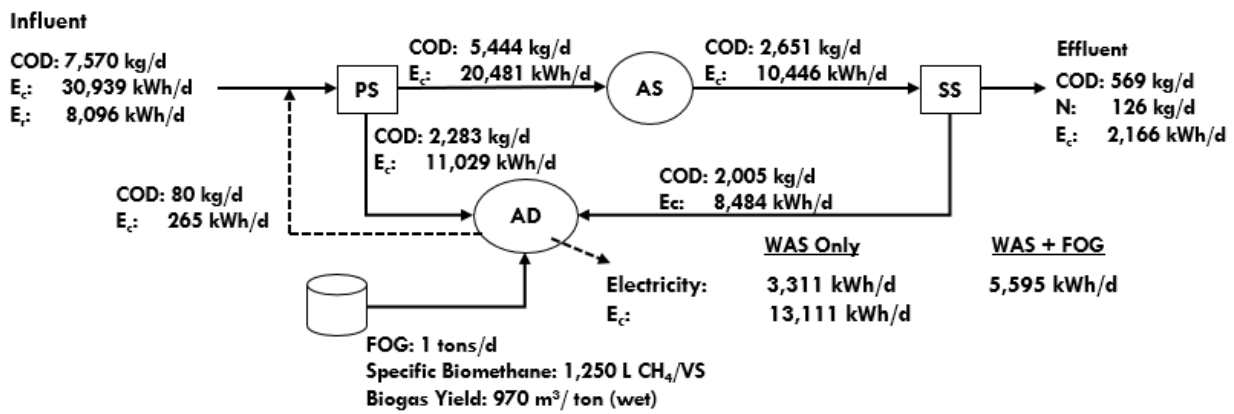 Influent
COD: 7,570 kg/d
Ec: 30,939 kWh/d
Er: 8,096 kWh/d
PS
COD: 5,444 kg/d
Ec: 20,481 kWh/d
AS
COD: 2,651 kg/d
Ec: 10,446 kWh/d
SS
Effluent
COD: 569 kg/d
N: 126 kg/d
Ec: 2,166 kWh/d
COD: 2,283 kg/d
Ec: 11,029 kWh/d
COD: 80 kg/d
Ec: 265 kWh/d
AD
COD: 2,005 kg/d
Ec: 8,484 kWh/d
WAS Only WAS + FOG
Electricity: 3,311 kWh/d 5,595 kWh/d
Ec: 13,111 kWh/d
FOG: 1 tons/d
Specific Biomethane: 1,250 L CH₄/VS
Biogas Yield: 970 m³/ ton (wet)